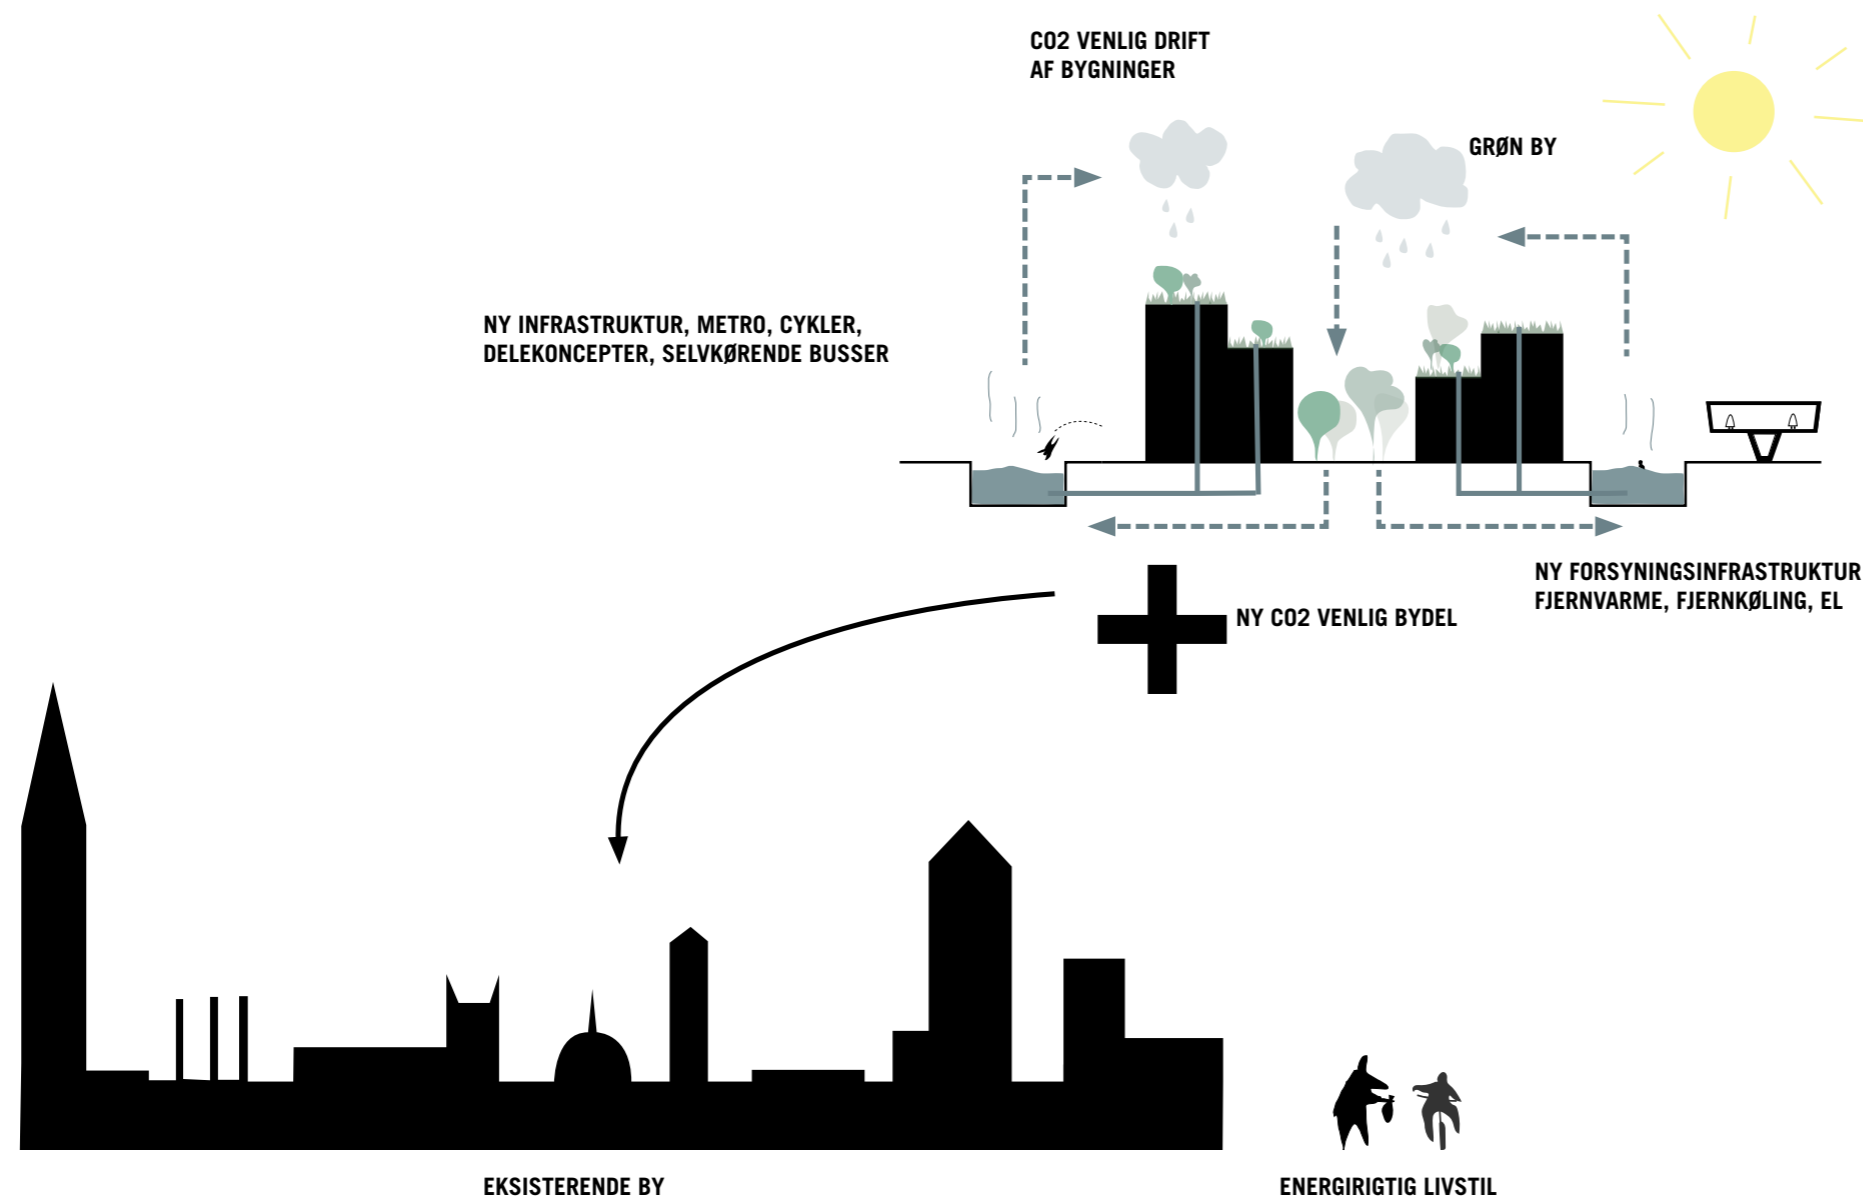 CO2 VENLIG DRIFT
AF BYGNINGER
GRØN BY
NY INFRASTRUKTUR, METRO, CYKLER,
DELEKONCEPTER, SELVKØRENDE BUSSER
NY FORSYNINGSINFRASTRUKTUR
FJERNVARME, FJERNKØLING, EL
NY CO2 VENLIG BYDEL
EKSISTERENDE BY
ENERGIRIGTIG LIVSTIL